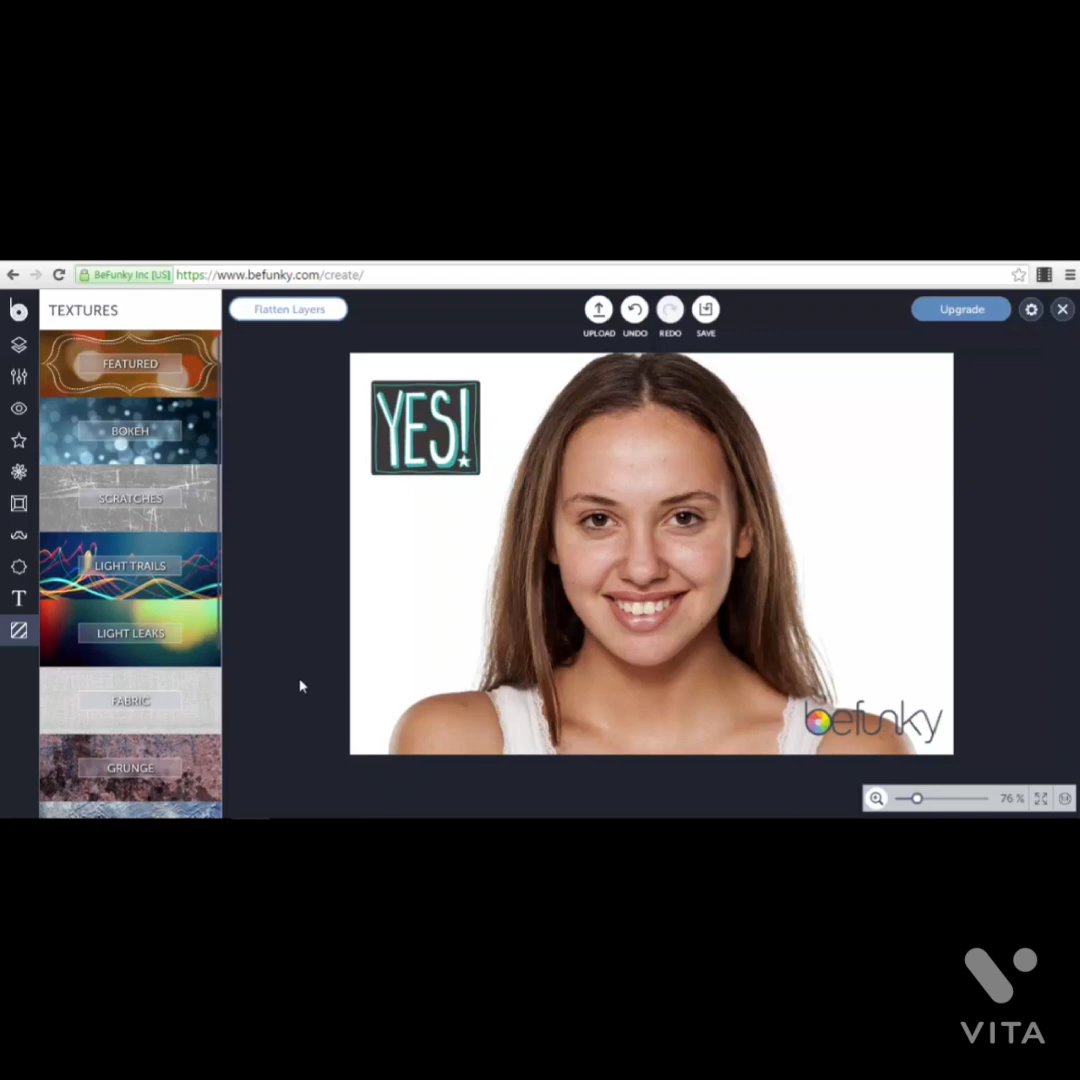 BeFunky Inc [US] https://www.befunky.com/create/
TEXTURES
Flatten Layers
UPLOAD UNDO REDO SAVE
Upgrade
FEATURED
BOKEH
SCRATCHES
LIGHT TRAILS
LIGHT LEAKS
FABRIC
GRUNGE
T
YES!
befunky
76 %
VITA